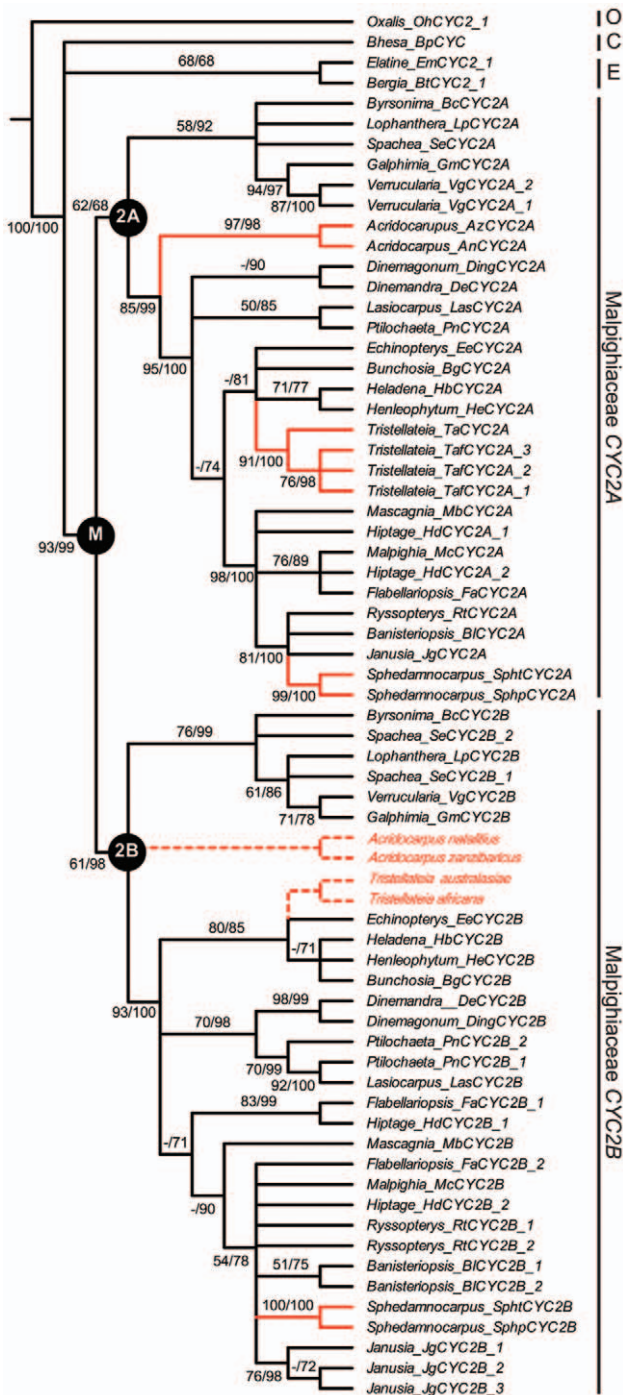 Oxalis_OhCYC2_1
O
Bhesa_BpCYC
C
68/68
Elatine_EmCYC2_1
E
Bergia_BtCYC2_1
Byrsonima_BcCYC2A
58/92
Lophanthera_LpCYC2A
Spachea_SeCYC2A
Galphimia_GmCYC2A
94/97
Verrucularia_VgCYC2A_2
87/100
Verrucularia_VgCYC2A_1
62/68
2A
100/100
97/98
Acridocarupus_AzCYC2A
Acridocarpus_AnCYC2A
-/90
Dinemagonum_DingCYC2A
85/99
Dinemandra_DeCYC2A
50/85
Lasiocarpus_LasCYC2A
Ptilochaeta_PnCYC2A
95/100
Echinopterys_EeCYC2A
Bunchosia_BgCYC2A
-/81
71/77
Heladena_HbCYC2A
Henleophytum_HeCYC2A
Tristellateia_TaCYC2A
Tristellateia_TafCYC2A_3
91/100
-/74
Tristellateia_TafCYC2A_2
76/98
Tristellateia_TafCYC2A_1
Mascagnia_MbCYC2A
M
Hiptage_HdCYC2A_1
93/99
76/89
Malpighia_McCYC2A
98/100
Hiptage_HdCYC2A_2
Flabellariopsis_FaCYC2A
Ryssopterys_RtCYC2A
Banisteriopsis_BlCYC2A
81/100
Janusia_JgCYC2A
Sphedamnocarpus_SphtCYC2A
99/100
Sphedamnocarpus_SphpCYC2A
Malpighiaceae CYC2A
Byrsonima_BcCYC2B
76/99
Spachea_SeCYC2B_2
Lophanthera_LpCYC2B
61/86
Spachea_SeCYC2B_1
Verrucularia_VgCYC2B
71/78
Galphimia_GmCYC2B
2B
61/98
Acridocarpus natalitius
Acridocarpus zanzibaricus
Tristellateia australasiae
Tristellateia africana
80/85
Echinopterys_EeCYC2B
-/71
Heladena_HbCYC2B
Henleophytum_HeCYC2B
Bunchosia_BgCYC2B
93/100
98/99
Dinemandra__DeCYC2B
70/98
Dinemagonum_DingCYC2B
Ptilochaeta_PnCYC2B_2
70/99
Ptilochaeta_PnCYC2B_1
92/100
Lasiocarpus_LasCYC2B
83/99
Flabellariopsis_FaCYC2B_1
Hiptage_HdCYC2B_1
-/71
Mascagnia_MbCYC2B
Flabellariopsis_FaCYC2B_2
Malpighia_McCYC2B
-/90
Hiptage_HdCYC2B_2
Ryssopterys_RtCYC2B_1
Ryssopterys_RtCYC2B_2
54/78
51/75
Banisteriopsis_BlCYC2B_1
Banisteriopsis_BlCYC2B_2
100/100
Sphedamnocarpus_SphtCYC2B
Sphedamnocarpus_SphpCYC2B
Janusia_JgCYC2B_1
-/72
76/98
Janusia_JgCYC2B_2
Janusia_JgCYC2B_3
Malpighiaceae CYC2B